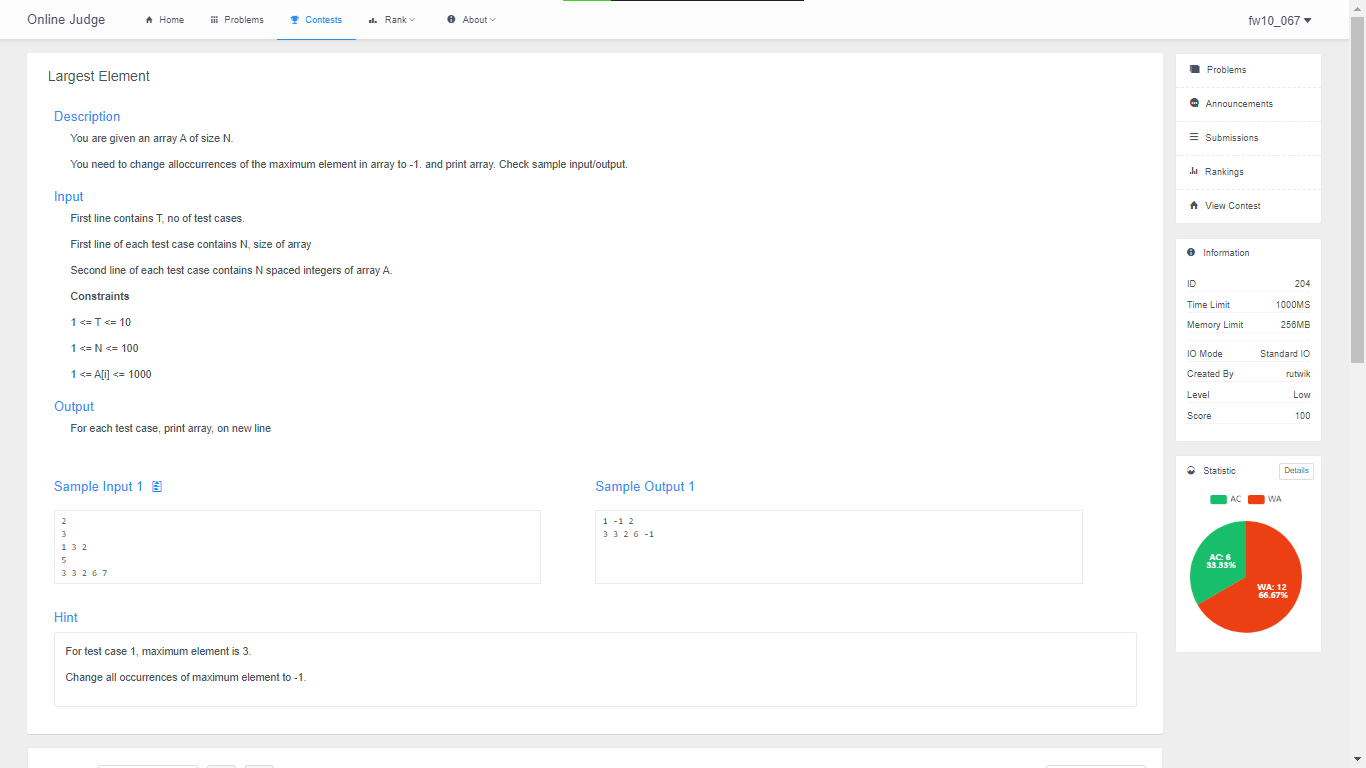 Online Judge Home Problems Contests Rank About fw10_067
Largest Element
Description
You are given an array A of size N.
You need to change alloccurrences of the maximum element in array to -1. and print array. Check sample input/output.
Input
First line contains T, no of test cases.
First line of each test case contains N, size of array
Second line of each test case contains N spaced integers of array A.
Constraints
1 <= T <= 10
1 <= N <= 100
1 <= A[i] <= 1000
Output
For each test case, print array, on new line
Sample Input 1
2
3
1 3 2
5
3 3 2 6 7
Sample Output 1
1 -1 2
3 3 2 6 -1
Hint
For test case 1, maximum element is 3.
Change all occurrences of maximum element to -1.
Problems
Announcements
Submissions
Rankings
View Contest
Information
ID 204
Time Limit 1000MS
Memory Limit 256MB
IO Mode Standard IO
Created By rutwik
Level Low
Score 100
Statistic Details
AC WA
AC: 6
33.33%
WA: 12
66.67%